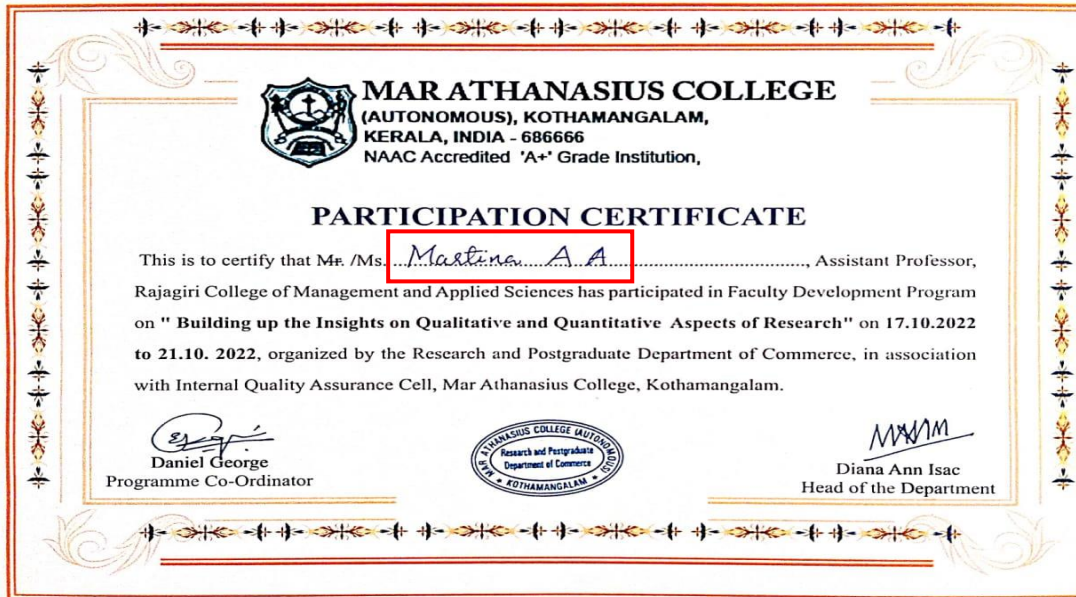 MAR ATHANASIUS COLLEGE
(AUTONOMOUS), KOTHAMANGALAM,
KERALA, INDIA - 686666
NAAC Accredited 'A+' Grade Institution,
PARTICIPATION CERTIFICATE
This is to certify that Mr. /Ms. Martina A A, Assistant Professor,
Rajagiri College of Management and Applied Sciences has participated in Faculty Development Program
on " Building up the Insights on Qualitative and Quantitative Aspects of Research" on 17.10.2022
to 21.10. 2022, organized by the Research and Postgraduate Department of Commerce, in association
with Internal Quality Assurance Cell, Mar Athanasius College, Kothamangalam.
MAR ATHANASIUS COLLEGE (AUTONOMOUS)
Research and Postgraduate
Department of Commerce
KOTHAMANGALAM
Daniel George
Programme Co-Ordinator
Diana Ann Isac
Head of the Department